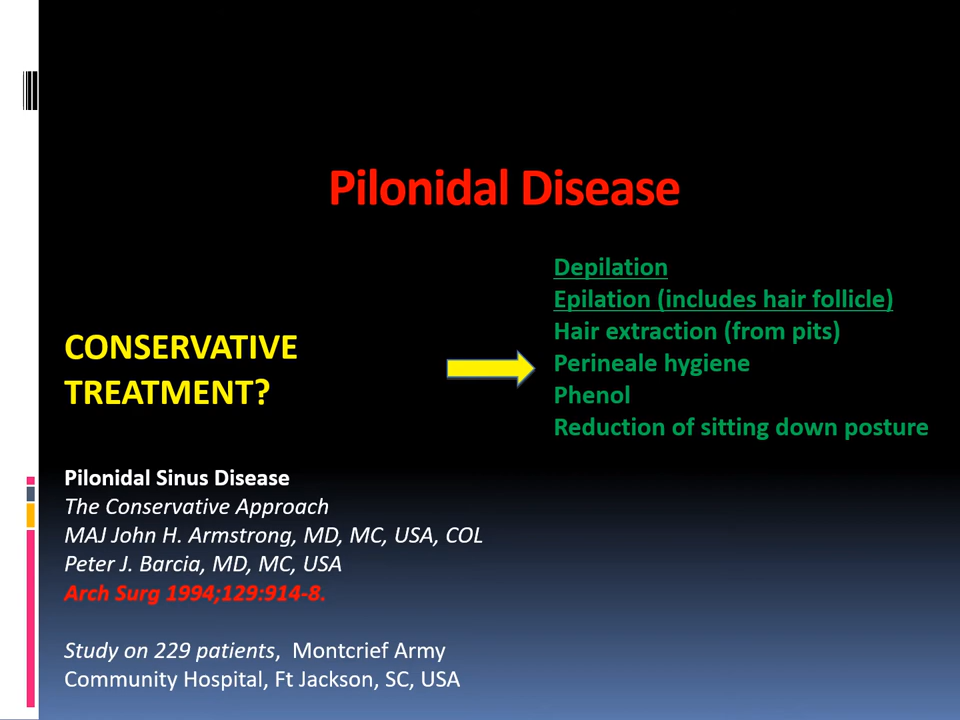 Pilonidal Disease
Depilation
Epilation (includes hair follicle)
Hair extraction (from pits)
Perineale hygiene
Phenol
Reduction of sitting down posture
CONSERVATIVE
TREATMENT?
Pilonidal Sinus Disease
The Conservative Approach
MAJ John H. Armstrong, MD, MC, USA, COL
Peter J. Barcia, MD, MC, USA
Arch Surg 1994;129:914-8.
Study on 229 patients, Montcrief Army
Community Hospital, Ft Jackson, SC, USA